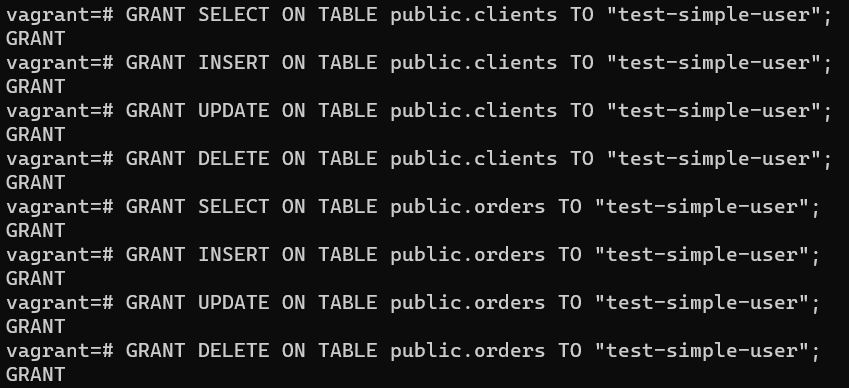 vagrant=# GRANT SELECT ON TABLE public.clients TO "test-simple-user";
GRANT
vagrant=# GRANT INSERT ON TABLE public.clients TO "test-simple-user";
GRANT
vagrant=# GRANT UPDATE ON TABLE public.clients TO "test-simple-user";
GRANT
vagrant=# GRANT DELETE ON TABLE public.clients TO "test-simple-user";
GRANT
vagrant=# GRANT SELECT ON TABLE public.orders TO "test-simple-user";
GRANT
vagrant=# GRANT INSERT ON TABLE public.orders TO "test-simple-user";
GRANT
vagrant=# GRANT UPDATE ON TABLE public.orders TO "test-simple-user";
GRANT
vagrant=# GRANT DELETE ON TABLE public.orders TO "test-simple-user";
GRANT